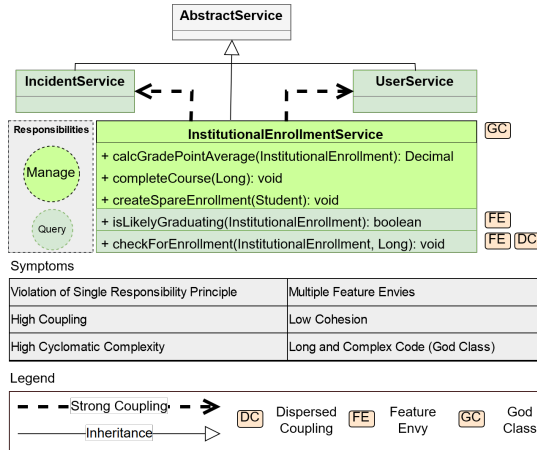 AbstractService
IncidentService
UserService
Responsibilities
Manage
Query
InstitutionalEnrollmentService
GC
+ calcGradePointAverage(InstitutionalEnrollment): Decimal
+ completeCourse(Long): void
+ createSpareEnrollment(Student): void
+ isLikelyGraduating(InstitutionalEnrollment): boolean
FE
+ checkForEnrollment(InstitutionalEnrollment, Long): void
FE DC
Symptoms
Violation of Single Responsibility Principle Multiple Feature Envies
High Coupling Low Cohesion
High Cyclomatic Complexity Long and Complex Code (God Class)
Legend
Strong Coupling
Inheritance
DC Dispersed Coupling
FE Feature Envy
GC God Class